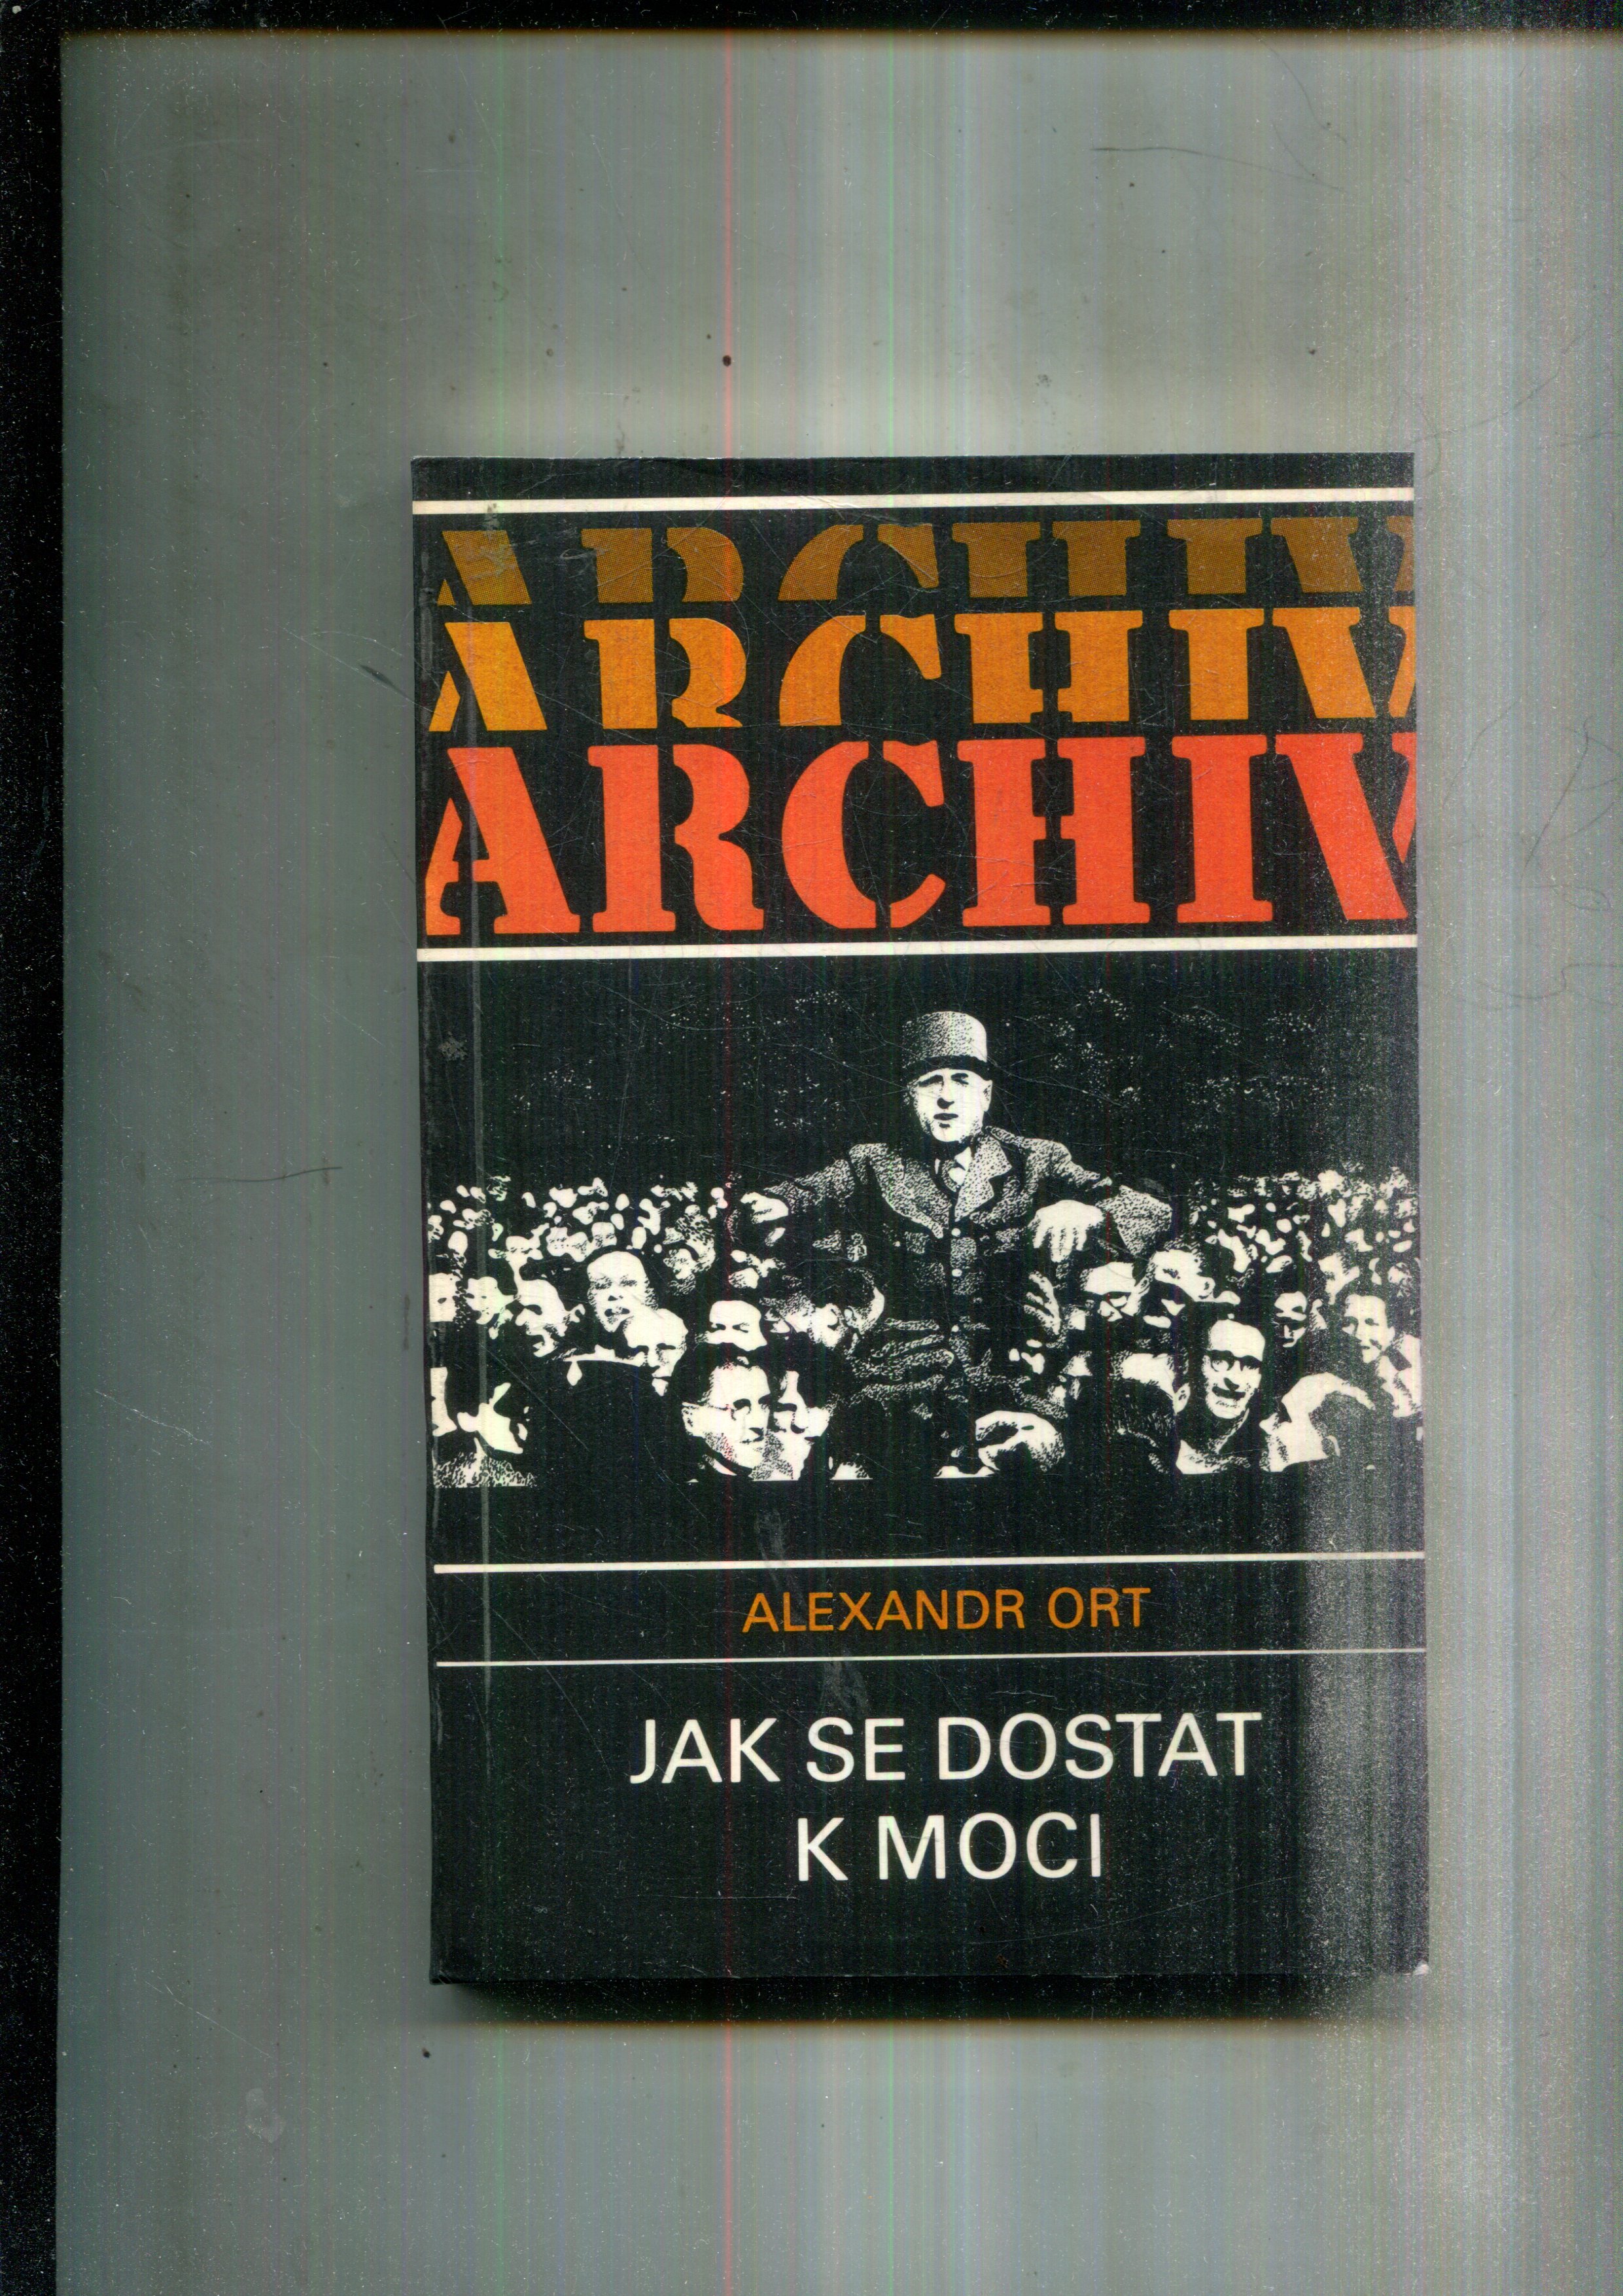 ARCHIV
ARCHIV
ARCHIV
ALEXANDR ORT
JAK SE DOSTAT
K MOCI